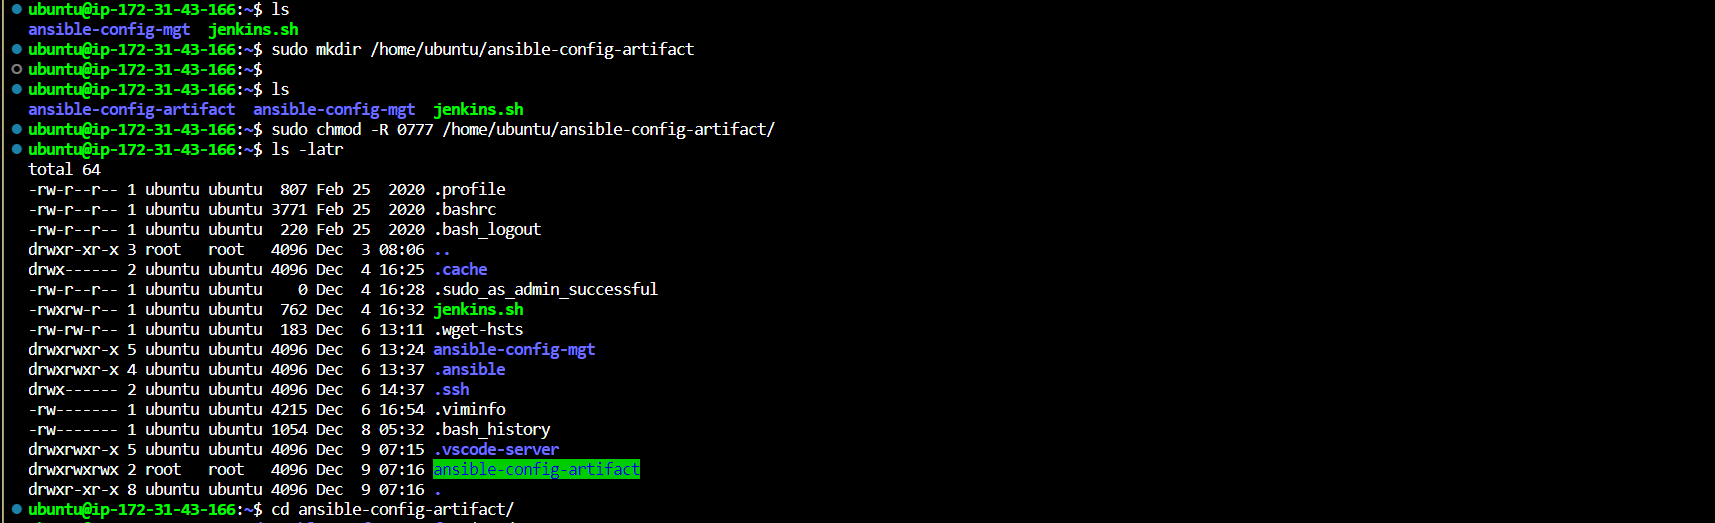 ubuntu@ip-172-31-43-166:~$ ls
ansible-config-mgt  jenkins.sh
ubuntu@ip-172-31-43-166:~$ sudo mkdir /home/ubuntu/ansible-config-artifact
ubuntu@ip-172-31-43-166:~$
ubuntu@ip-172-31-43-166:~$ ls
ansible-config-artifact  ansible-config-mgt  jenkins.sh
ubuntu@ip-172-31-43-166:~$ sudo chmod -R 0777 /home/ubuntu/ansible-config-artifact/
ubuntu@ip-172-31-43-166:~$ ls -latr
total 64
-rw-r--r-- 1 ubuntu ubuntu  807 Feb 25  2020 .profile
-rw-r--r-- 1 ubuntu ubuntu 3771 Feb 25  2020 .bashrc
-rw-r--r-- 1 ubuntu ubuntu  220 Feb 25  2020 .bash_logout
drwxr-xr-x 3 root   root   4096 Dec  3 08:06 ..
drwx------ 2 ubuntu ubuntu 4096 Dec  4 16:25 .cache
-rw-r--r-- 1 ubuntu ubuntu    0 Dec  4 16:28 .sudo_as_admin_successful
-rwxrw-r-- 1 ubuntu ubuntu  762 Dec  4 16:32 jenkins.sh
-rw-rw-r-- 1 ubuntu ubuntu  183 Dec  6 13:11 .wget-hsts
drwxrwxr-x 5 ubuntu ubuntu 4096 Dec  6 13:24 ansible-config-mgt
drwxrwxr-x 4 ubuntu ubuntu 4096 Dec  6 13:37 .ansible
drwx------ 2 ubuntu ubuntu 4096 Dec  6 14:37 .ssh
-rw------- 1 ubuntu ubuntu 4215 Dec  6 16:54 .viminfo
-rw------- 1 ubuntu ubuntu 1054 Dec  8 05:32 .bash_history
drwxrwxr-x 5 ubuntu ubuntu 4096 Dec  9 07:15 .vscode-server
drwxrwxrwx 2 root   root   4096 Dec  9 07:16 ansible-config-artifact
drwxr-xr-x 8 ubuntu ubuntu 4096 Dec  9 07:16 .
ubuntu@ip-172-31-43-166:~$ cd ansible-config-artifact/